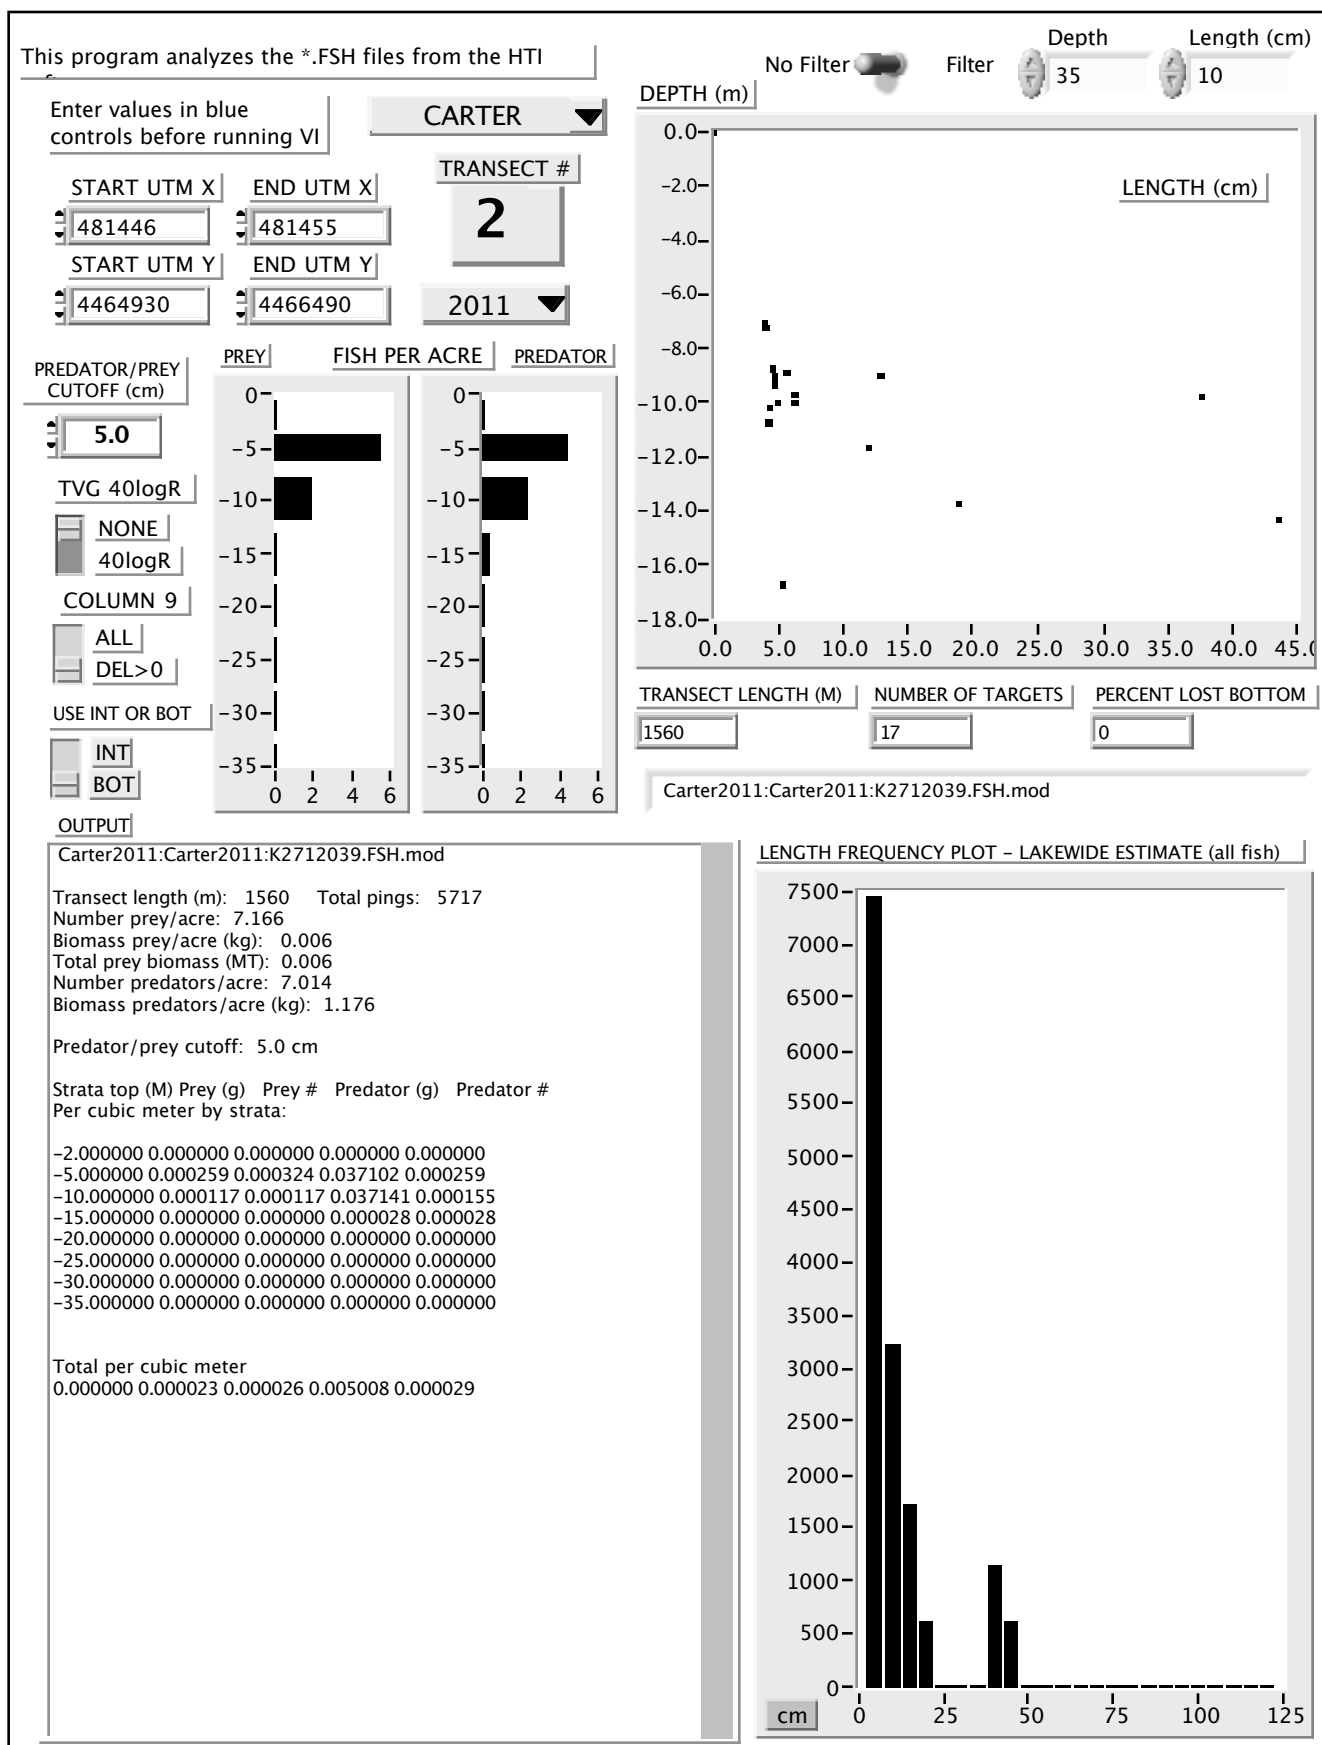 This program analyzes the *.FSH files from the HTI
No Filter
Filter
Depth
35
Length (cm)
10
Enter values in blue
controls before running VI
CARTER
TRANSECT #
2
START UTM X
481446
END UTM X
481455
START UTM Y
4464930
END UTM Y
4466490
2011
DEPTH (m)
0.0
-2.0
-4.0
-6.0
-8.0
-10.0
-12.0
-14.0
-16.0
-18.0
LENGTH (cm)
0.0 5.0 10.0 15.0 20.0 25.0 30.0 35.0 40.0 45.0
PREDATOR/PREY
CUTOFF (cm)
5.0
TVG 40logR
NONE
40logR
COLUMN 9
ALL
DEL>0
USE INT OR BOT
INT
BOT
PREY
FISH PER ACRE
PREDATOR
0
-5
-10
-15
-20
-25
-30
-35
0 2 4 6
0
-5
-10
-15
-20
-25
-30
-35
0 2 4 6
TRANSECT LENGTH (M)
1560
NUMBER OF TARGETS
17
PERCENT LOST BOTTOM
0
Carter2011:Carter2011:K2712039.FSH.mod
OUTPUT
Carter2011:Carter2011:K2712039.FSH.mod
Transect length (m): 1560 Total pings: 5717
Number prey/acre: 7.166
Biomass prey/acre (kg): 0.006
Total prey biomass (MT): 0.006
Number predators/acre: 7.014
Biomass predators/acre (kg): 1.176
Predator/prey cutoff: 5.0 cm
Strata top (M) Prey (g) Prey # Predator (g) Predator #
Per cubic meter by strata:
-2.000000 0.000000 0.000000 0.000000 0.000000
-5.000000 0.000259 0.000324 0.037102 0.000259
-10.000000 0.000117 0.000117 0.037141 0.000155
-15.000000 0.000000 0.000000 0.000028 0.000028
-20.000000 0.000000 0.000000 0.000000 0.000000
-25.000000 0.000000 0.000000 0.000000 0.000000
-30.000000 0.000000 0.000000 0.000000 0.000000
-35.000000 0.000000 0.000000 0.000000 0.000000
Total per cubic meter
0.000000 0.000023 0.000026 0.005008 0.000029
LENGTH FREQUENCY PLOT - LAKEWIDE ESTIMATE (all fish)
7500
7000
6500
6000
5500
5000
4500
4000
3500
3000
2500
2000
1500
1000
500
0
cm
0 25 50 75 100 125